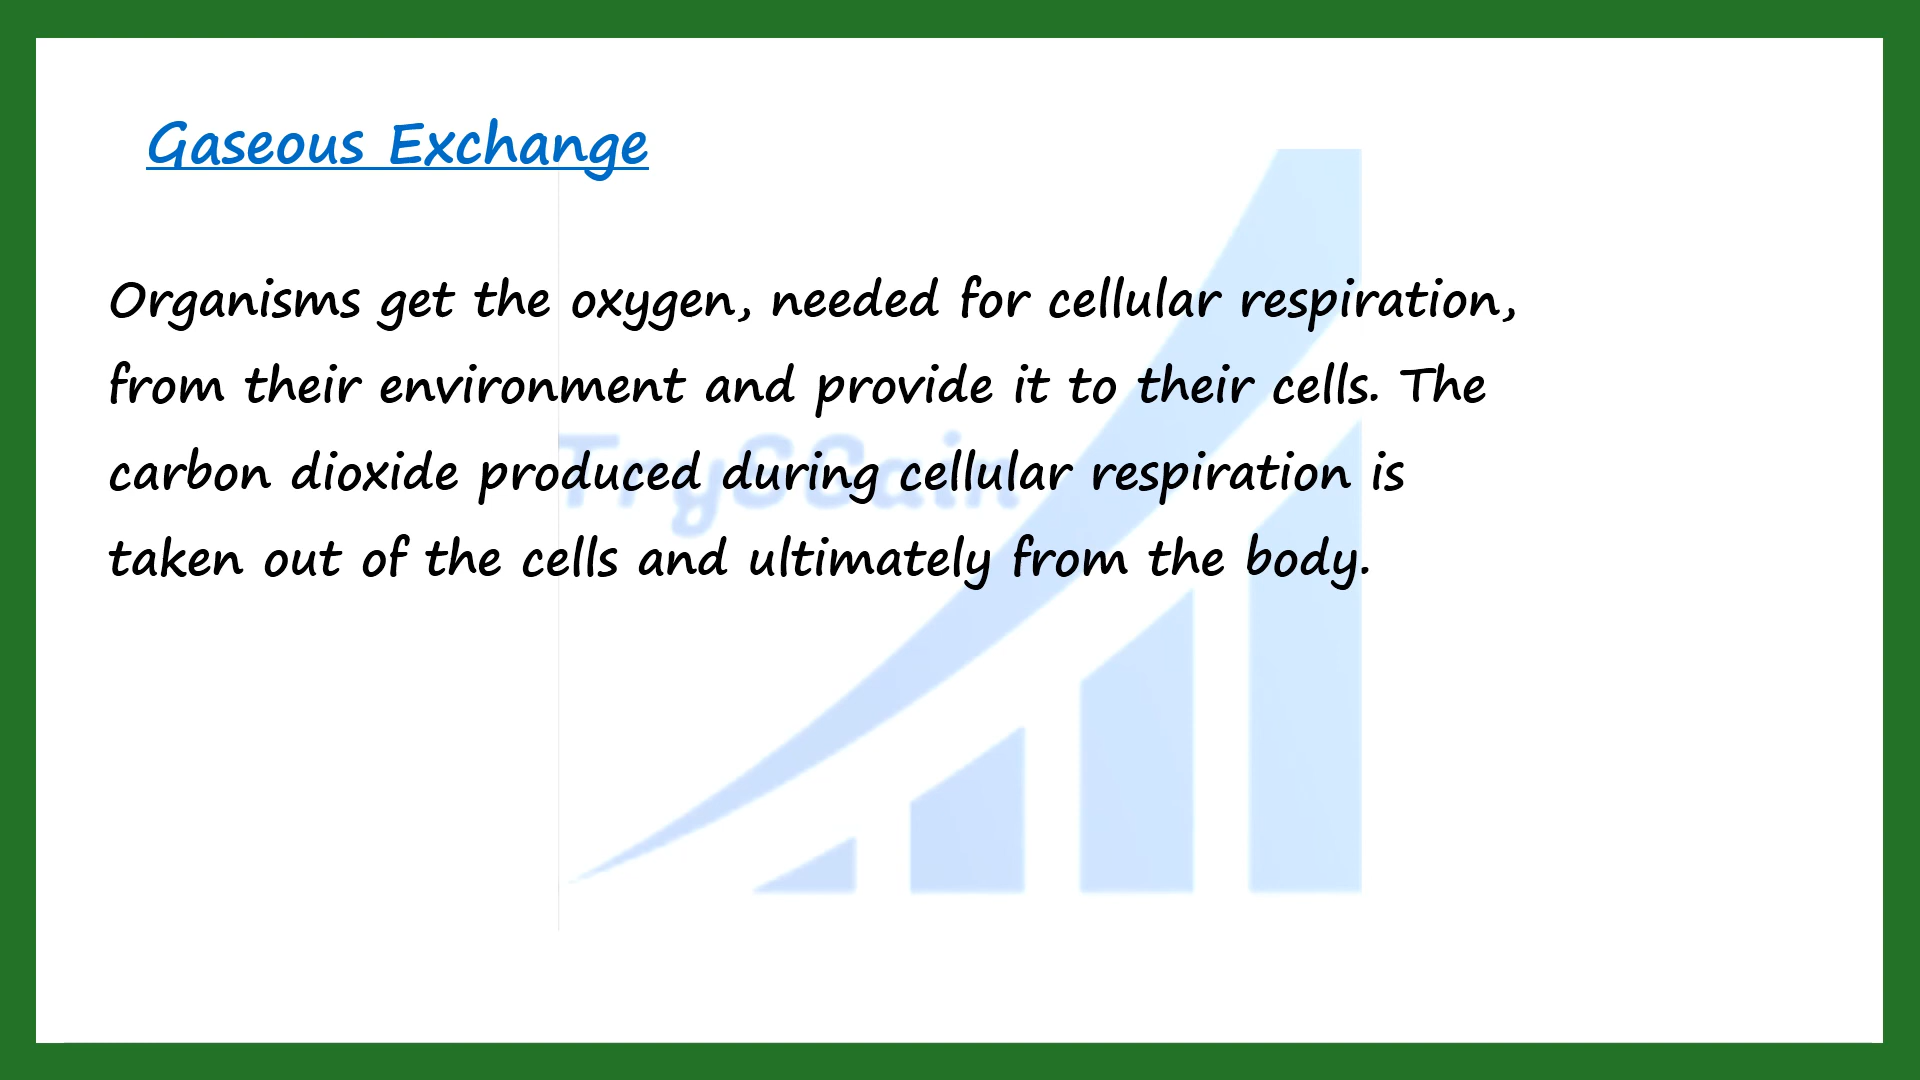 Gaseous Exchange
Organisms get the oxygen, needed for cellular respiration,
from their environment and provide it to their cells. The
carbon dioxide produced during cellular respiration is
taken out of the cells and ultimately from the body.